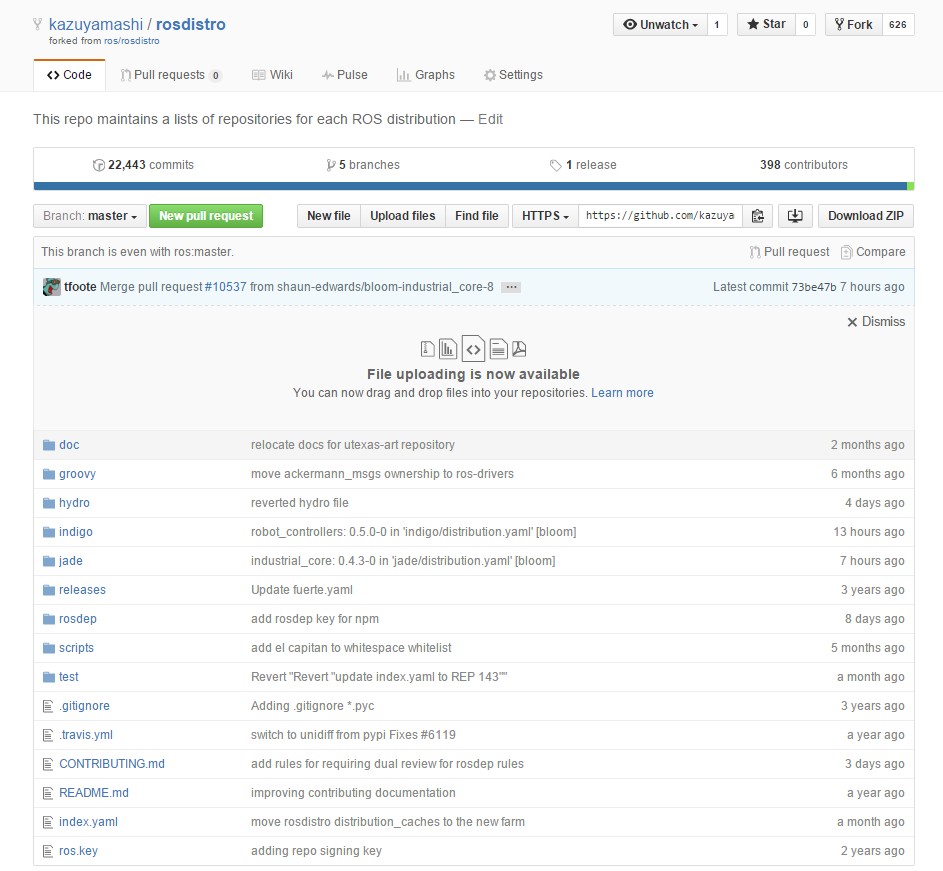 kazuyamashi / rosdistro
forked from ros/rosdistro
Unwatch 1 Star 0 Fork 626
Code Pull requests 0 Wiki Pulse Graphs Settings
This repo maintains a lists of repositories for each ROS distribution — Edit
22,443 commits 5 branches 1 release 398 contributors
Branch: master New pull request New file Upload files Find file HTTPS https://github.com/kazuya Download ZIP
This branch is even with ros:master. Pull request Compare
tfoote Merge pull request #10537 from shaun-edwards/bloom-industrial_core-8 ... Latest commit 73be47b 7 hours ago
Dismiss
File uploading is now available
You can now drag and drop files into your repositories. Learn more
doc relocate docs for utexas-art repository 2 months ago
groovy move ackermann_msgs ownership to ros-drivers 6 months ago
hydro reverted hydro file 4 days ago
indigo robot_controllers: 0.5.0-0 in 'indigo/distribution.yaml' [bloom] 13 hours ago
jade industrial_core: 0.4.3-0 in 'jade/distribution.yaml' [bloom] 7 hours ago
releases Update fuerte.yaml 3 years ago
rosdep add rosdep key for npm 8 days ago
scripts add el capitan to whitespace whitelist 5 months ago
test Revert "Revert "update index.yaml to REP 143"" a month ago
.gitignore Adding .gitignore *.pyc 3 years ago
.travis.yml switch to unidiff from pypi Fixes #6119 a year ago
CONTRIBUTING.md add rules for requiring dual review for rosdep rules 3 days ago
README.md improving contributing documentation a year ago
index.yaml move rosdistro distribution_caches to the new farm a month ago
ros.key adding repo signing key 2 years ago